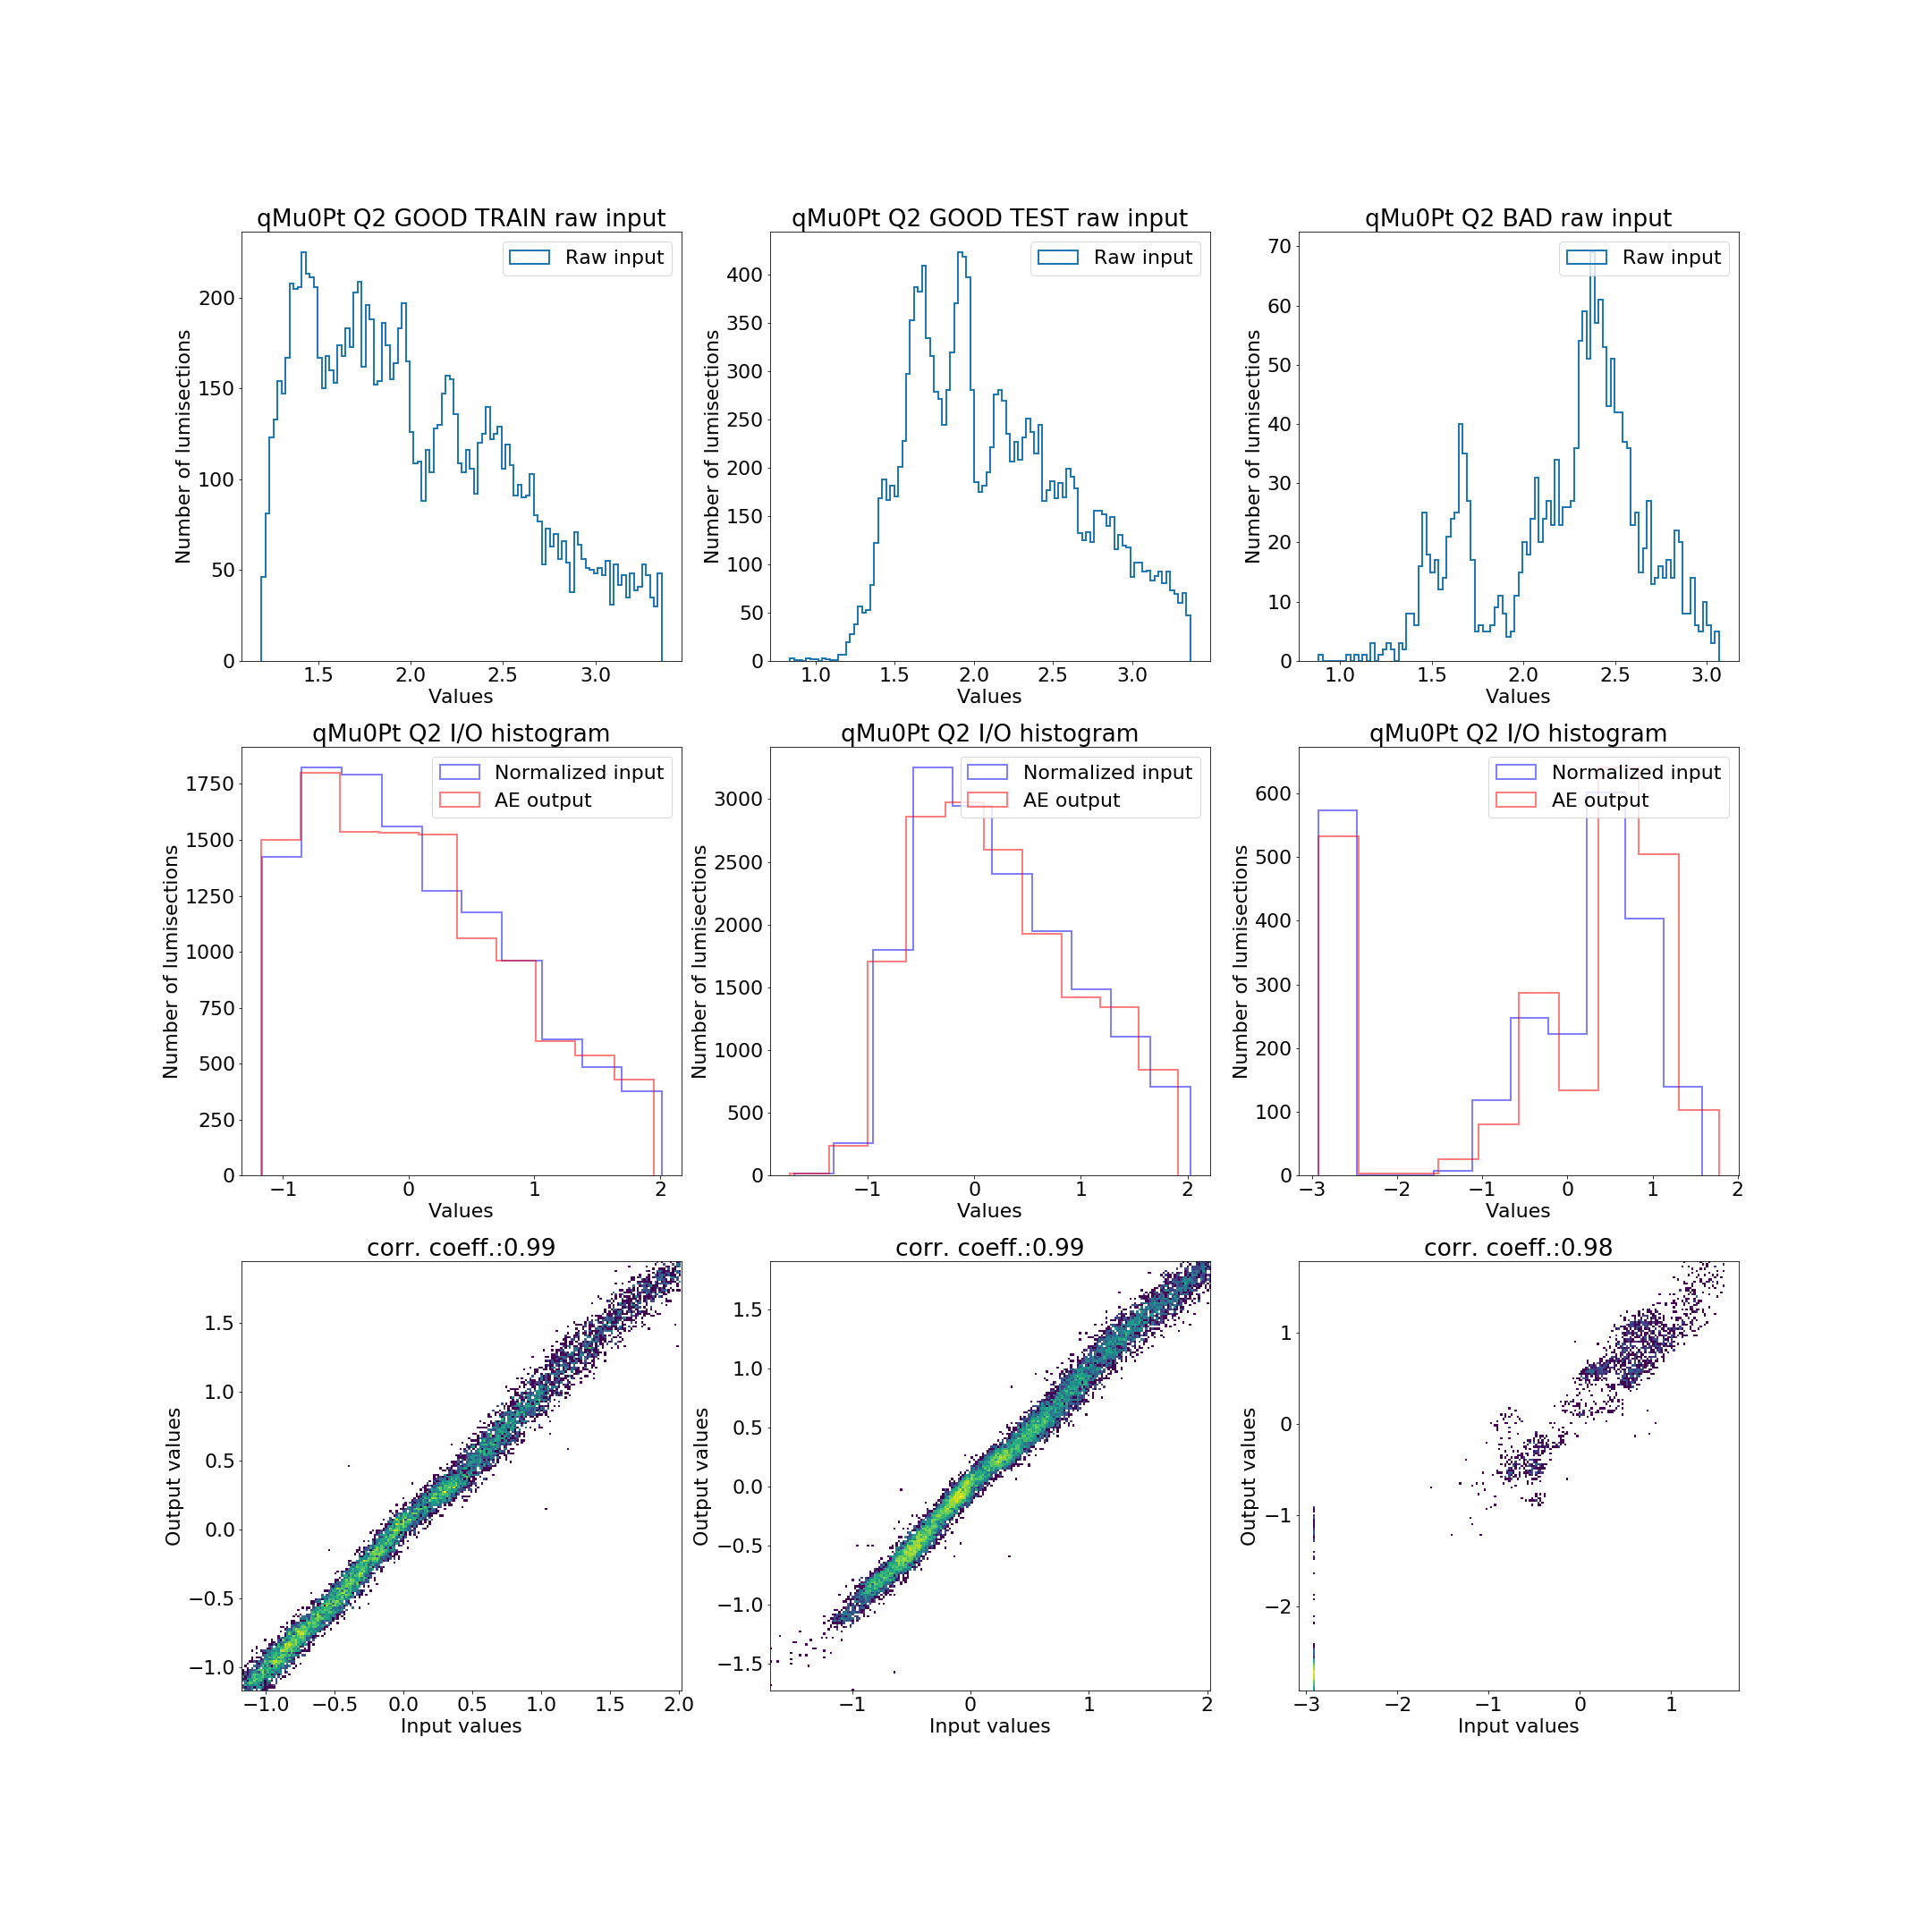 qMu0Pt Q2 GOOD TRAIN raw input
Raw input
Number of lumisections
200
150
100
50
0
1.5 2.0 2.5 3.0
Values
qMu0Pt Q2 GOOD TEST raw input
Raw input
Number of lumisections
400
350
300
250
200
150
100
50
0
1.0 1.5 2.0 2.5 3.0
Values
qMu0Pt Q2 BAD raw input
Raw input
Number of lumisections
70
60
50
40
30
20
10
0
1.0 1.5 2.0 2.5 3.0
Values
qMu0Pt Q2 I/O histogram
Normalized input
AE output
Number of lumisections
1750
1500
1250
1000
750
500
250
0
−1 0 1 2
Values
qMu0Pt Q2 I/O histogram
Normalized input
AE output
Number of lumisections
3000
2500
2000
1500
1000
500
0
−1 0 1 2
Values
qMu0Pt Q2 I/O histogram
Normalized input
AE output
Number of lumisections
600
500
400
300
200
100
0
−3 −2 −1 0 1 2
Values
corr. coeff.:0.99
Output values
1.5
1.0
0.5
0.0
−0.5
−1.0
−1.0 −0.5 0.0 0.5 1.0 1.5 2.0
Input values
corr. coeff.:0.99
Output values
1.5
1.0
0.5
0.0
−0.5
−1.0
−1.5
−1 0 1 2
Input values
corr. coeff.:0.98
Output values
1
0
−1
−2
−3 −2 −1 0 1
Input values